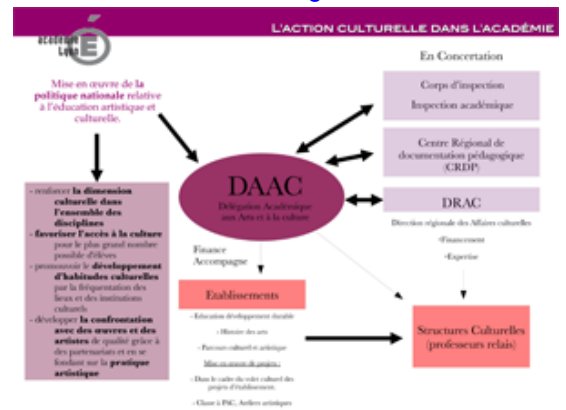 L'ACTION CULTURELLE DANS L'ACADÉMIE
académie
Lyon
Mise en œuvre de la
politique nationale relative
à l'éducation artistique et
culturelle.
- renforcer la dimension
culturelle dans
l'ensemble des
disciplines
- favoriser l'accès à la culture
pour le plus grand nombre
possible d'élèves
- promouvoir le développement
d'habitudes culturelles
par la fréquentation des
lieux et des institutions
culturels
- développer la confrontation
avec des œuvres et des
artistes de qualité grâce à
des partenariats et en se
fondant sur la pratique
artistique
DAAC
Délégation Académique
aux Arts et à la culture
Finance
Accompagne
Etablissements
- Education développement durable
- Histoire des arts
- Parcours culturel et artistique
Mise en œuvre de projets :
- Dans le cadre du volet culturel des
projets d'établissement.
- Classe à PAC, Ateliers artistiques
En Concertation
Corps d'inspection
Inspection académique
Centre Régional de
documentation pédagogique
(CRDP)
DRAC
Direction régionale des Affaires culturelles
-Financement
-Expertise
Structures Culturelles
(professeurs relais)